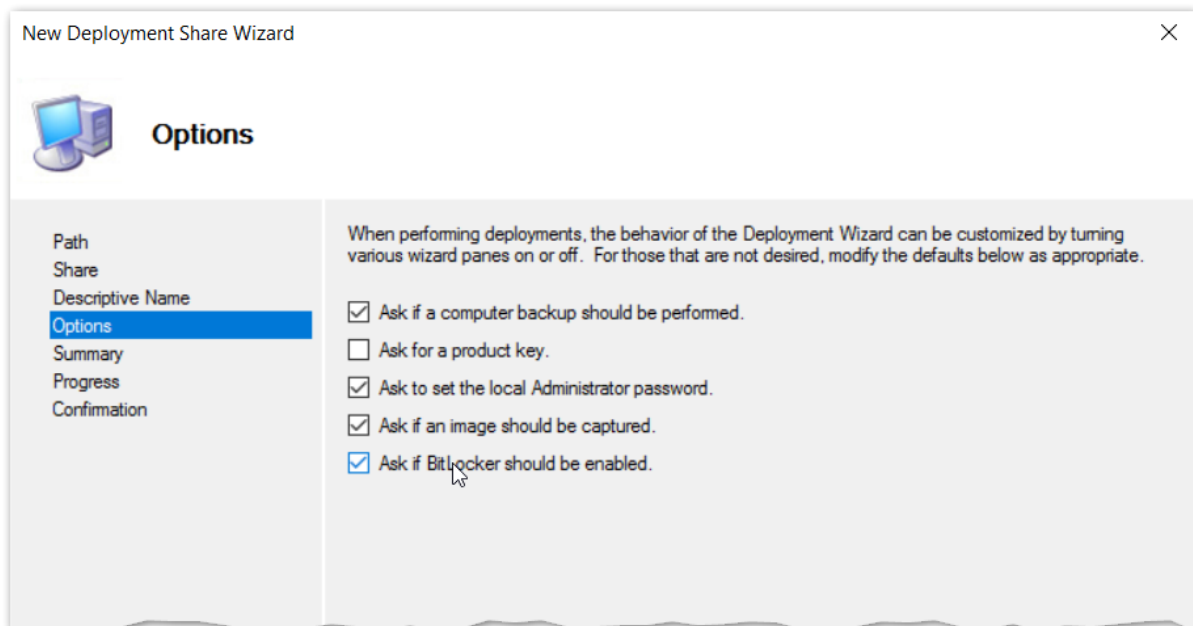 New Deployment Share Wizard
Options
Path
Share
Descriptive Name
Options
Summary
Progress
Confirmation
When performing deployments, the behavior of the Deployment Wizard can be customized by turning
various wizard panes on or off.  For those that are not desired, modify the defaults below as appropriate.
Ask if a computer backup should be performed.
Ask for a product key.
Ask to set the local Administrator password.
Ask if an image should be captured.
Ask if BitLocker should be enabled.